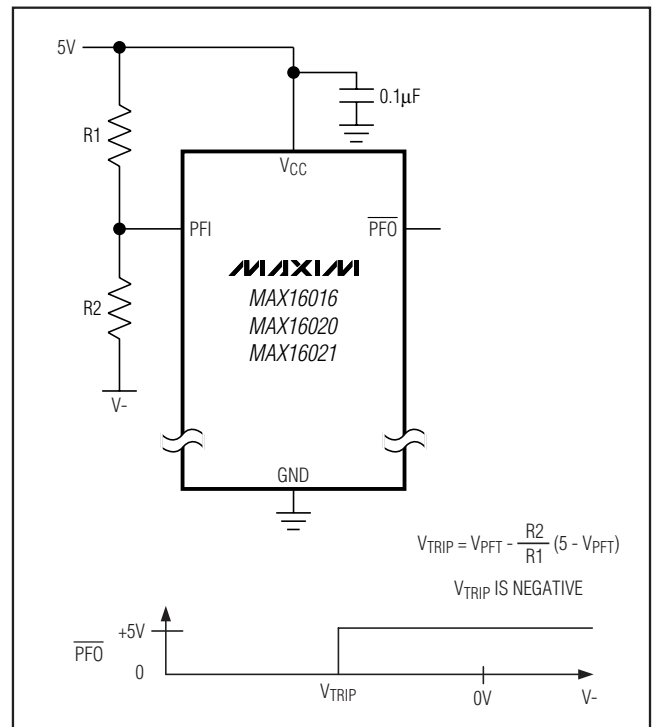 5V
0.1µF
R1
VCC
PFI
PFO
MAXIM
MAX16016
MAX16020
MAX16021
R2
V-
GND
VTRIP = VPFT - R2/R1 (5 - VPFT)
VTRIP IS NEGATIVE
+5V
PFO
0
VTRIP
0V
V-